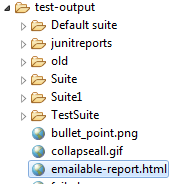 test-output
Default suite
junitreports
old
Suite
Suite1
TestSuite
bullet_point.png
collapseall.gif
emailable-report.html